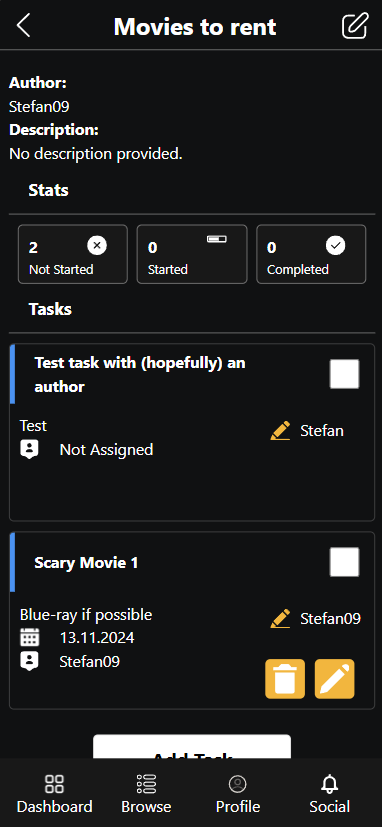 Movies to rent
Author:
Stefan09
Description:
No description provided.
Stats
2
Not Started
0
Started
0
Completed
Tasks
Test task with (hopefully) an
author
Test
Stefan
Not Assigned
Scary Movie 1
Blue-ray if possible
Stefan09
13.11.2024
Stefan09
Add Task
Dashboard
Browse
Profile
Social